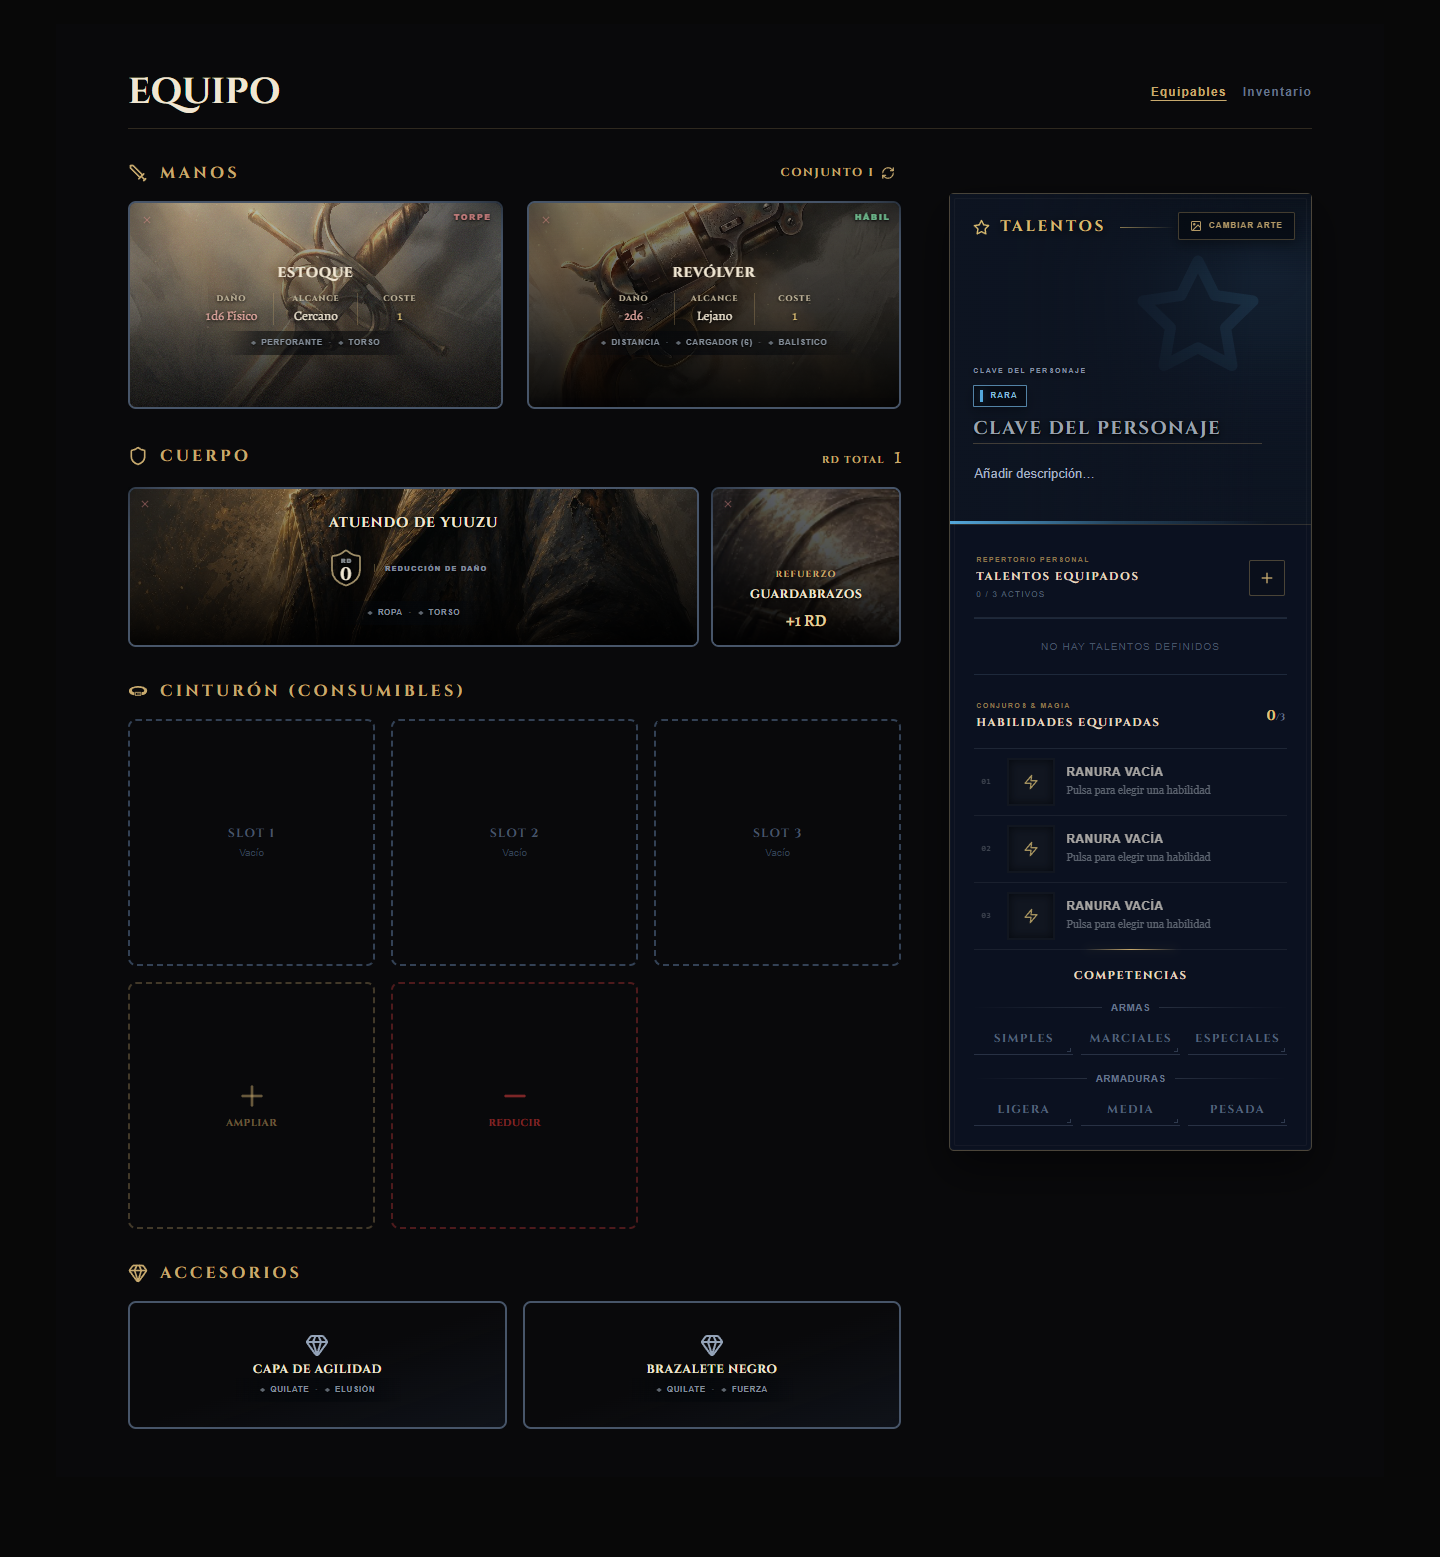 EQUIPO
Equipables Inventario
MANOS
CONJUNTO I
TORPE
ESTOQUE
DAÑO ALCANCE COSTE
1d6 Físico Cercano 1
PERFORANTE · TORSO
HÁBIL
REVÓLVER
DAÑO ALCANCE COSTE
2d6 Lejano 1
DISTANCIA · CARGADOR (6) · BALÍSTICO
CUERPO
RD TOTAL 1
ATUENDO DE YUUZU
RD
0
REDUCCIÓN DE DAÑO
ROPA · TORSO
REFUERZO
GUARDABRAZOS
+1 RD
CINTURÓN (CONSUMIBLES)
SLOT 1
Vacío
SLOT 2
Vacío
SLOT 3
Vacío
AMPLIAR
REDUCIR
ACCESORIOS
CAPA DE AGILIDAD
QUILATE · ELUSIÓN
BRAZALETE NEGRO
QUILATE · FUERZA
TALENTOS
CAMBIAR ARTE
CLAVE DEL PERSONAJE
RARA
CLAVE DEL PERSONAJE
Añadir descripción...
REPERTORIO PERSONAL
TALENTOS EQUIPADOS
0 / 3 ACTIVOS
NO HAY TALENTOS DEFINIDOS
CONJUROS & MAGIA
HABILIDADES EQUIPADAS
0/3
01
RANURA VACÍA
Pulsa para elegir una habilidad
02
RANURA VACÍA
Pulsa para elegir una habilidad
03
RANURA VACÍA
Pulsa para elegir una habilidad
COMPETENCIAS
ARMAS
SIMPLES MARCIALES ESPECIALES
ARMADURAS
LIGERA MEDIA PESADA